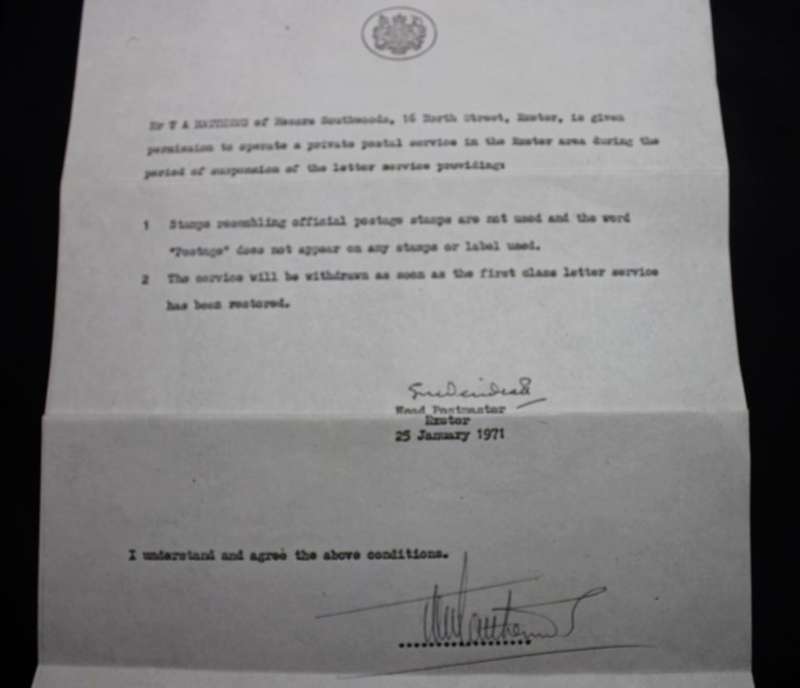 Mr T A MATTHEWS of Messrs Southwoods, 16 North Street, Exeter, is given
permission to operate a private postal service in the Exeter area during the
period of suspension of the letter service providing:
1 Stamps resembling official postage stamps are not used and the word
"Postage" does not appear on any stamps or label used.
2 The service will be withdrawn as soon as the first class letter service
has been restored.
Head Postmaster
Exeter
25 January 1971
I understand and agree the above conditions.